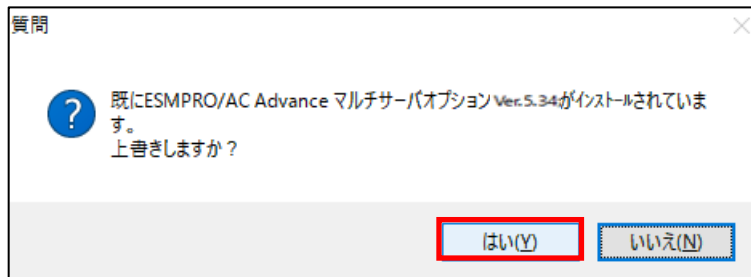 質問
既にESMPRO/AC Advance マルチサーバオプション Ver.5.34がインストールされていま
す。
上書きしますか？
はい(Y)
いいえ(N)